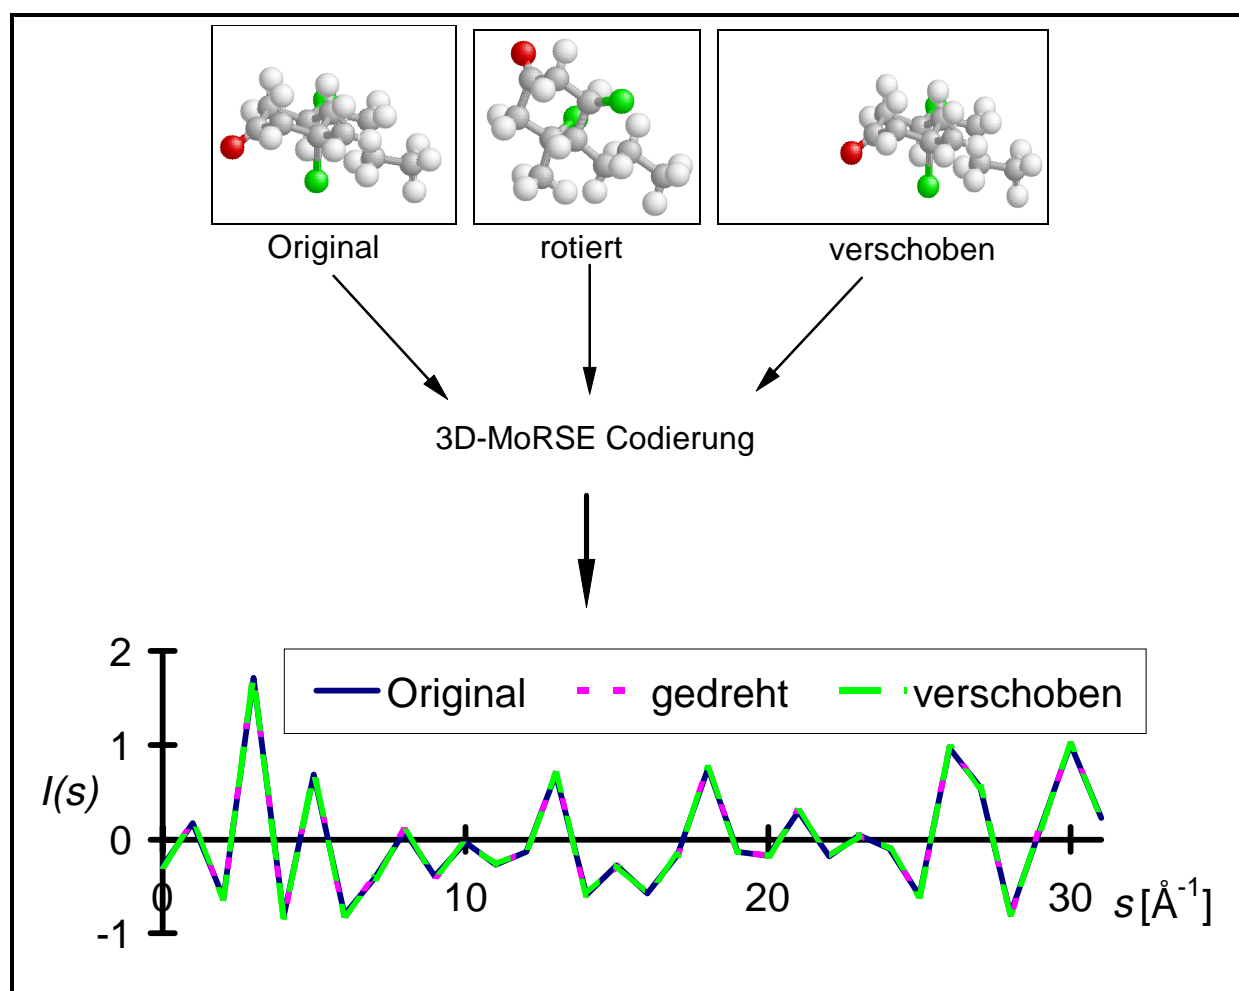 Original rotiert verschoben
3D-MoRSE Codierung
2
Original gedreht verschoben
1
I(s)
0
0 10 20 30 s [Å⁻¹]
-1